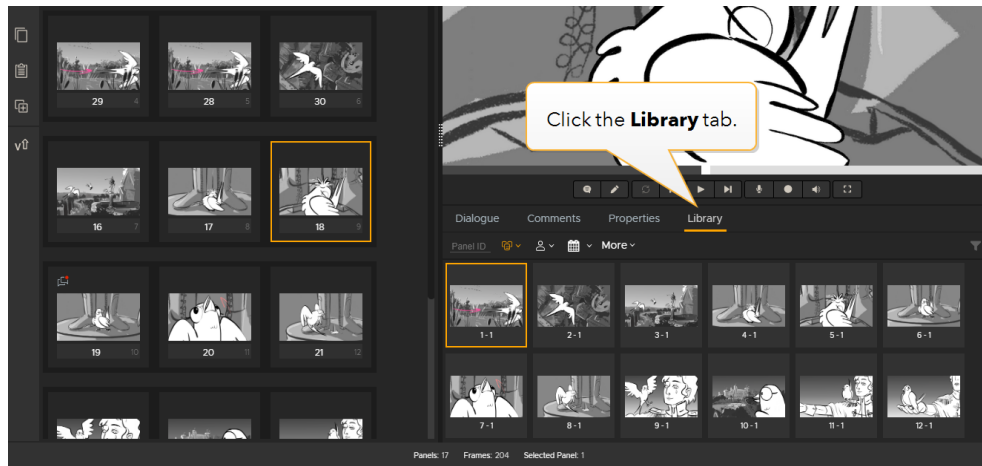 29 4
28 5
30 6
Click the Library tab.
V
16 7
17 8
18 9
Dialogue Comments Properties Library
Panel ID More
19 10
20 11
21 12
1 - 1
2 - 1
3 - 1
4 - 1
5 - 1
6 - 1
7 - 1
8 - 1
9 - 1
10 - 1
11 - 1
12 - 1
Panels: 17 Frames: 204 Selected Panel: 1